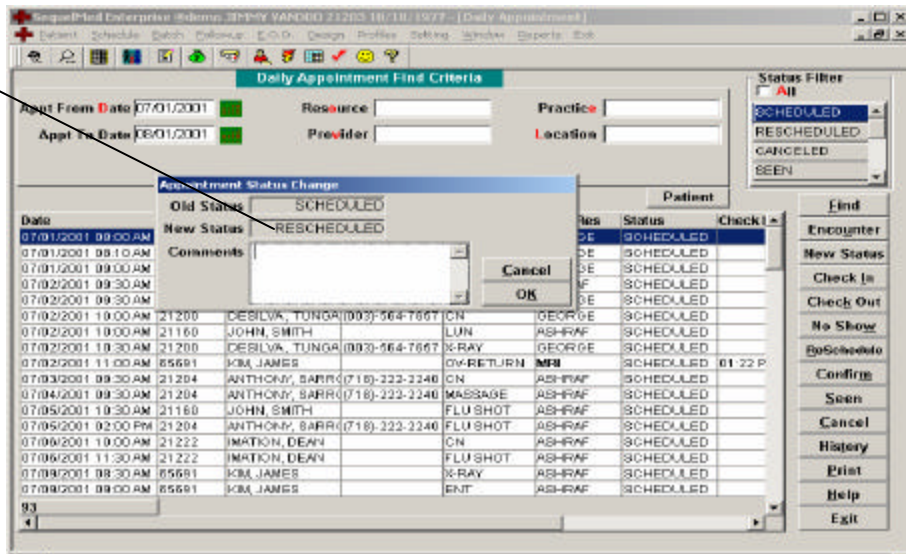 SequelMed Enterprise @demo JIMMY VANDOO 21203 10/10/1977 - [Daily Appointment]
Patient Schedule Batch Followup E.O.D. Design Profiles Setting Window Reports Exit
Daily Appointment Find Criteria
Status Filter
All
Appt From Date 07/01/2001 Resource Practice
Appt To Date 08/01/2001 Provider Location
SCHEDULED
RESCHEDULED
CANCELED
SEEN
Patient
Appointment Status Change
Old Status SCHEDULED
New Status RESCHEDULED
Comments
Cancel
OK
Find
Encounter
New Status
Check In
Check Out
No Show
ReSchedule
Confirm
Seen
Cancel
History
Print
Help
Exit
Date Res Status Check I
07/01/2001 09:00 AM SCHEDULED
07/01/2001 08:10 AM SCHEDULED
07/01/2001 09:00 AM SCHEDULED
07/02/2001 09:30 AM SCHEDULED
07/02/2001 09:30 AM SCHEDULED
07/02/2001 10:00 AM 21200 DESILVA, TUNGA (003)-564-7657 CN GEORGE SCHEDULED
07/02/2001 10:00 AM 21160 JOHN, SMITH LUN ASHRAF SCHEDULED
07/02/2001 10:30 AM 21200 DESILVA, TUNGA (003)-564-7657 X-RAY GEORGE SCHEDULED
07/02/2001 11:00 AM 65691 KIM, JAMES OV-RETURN MRI SCHEDULED 01:22 P
07/03/2001 09:30 AM 21204 ANTHONY, BARRO (718)-222-2240 CN ASHRAF SCHEDULED
07/04/2001 09:30 AM 21204 ANTHONY, BARRO (718)-222-2240 MASSAGE ASHRAF SCHEDULED
07/05/2001 10:30 AM 21160 JOHN, SMITH FLU SHOT ASHRAF SCHEDULED
07/05/2001 02:00 PM 21204 ANTHONY, BARRO (718)-222-2240 FLU SHOT ASHRAF SCHEDULED
07/06/2001 10:00 AM 21222 IMATION, DEAN CN ASHRAF SCHEDULED
07/06/2001 11:30 AM 21222 IMATION, DEAN FLU SHOT ASHRAF SCHEDULED
07/09/2001 08:30 AM 65691 KIM, JAMES X-RAY ASHRAF SCHEDULED
07/09/2001 09:00 AM 65691 KIM, JAMES ENT ASHRAF SCHEDULED
93